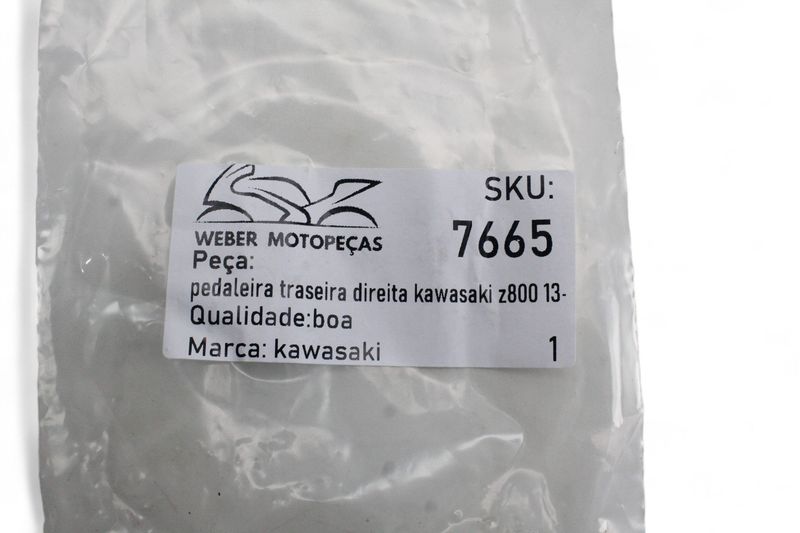 SKU:
7665
WEBER MOTOPEÇAS
Peça:
pedaleira traseira direita kawasaki z800 13-
Qualidade:boa
Marca: kawasaki 1